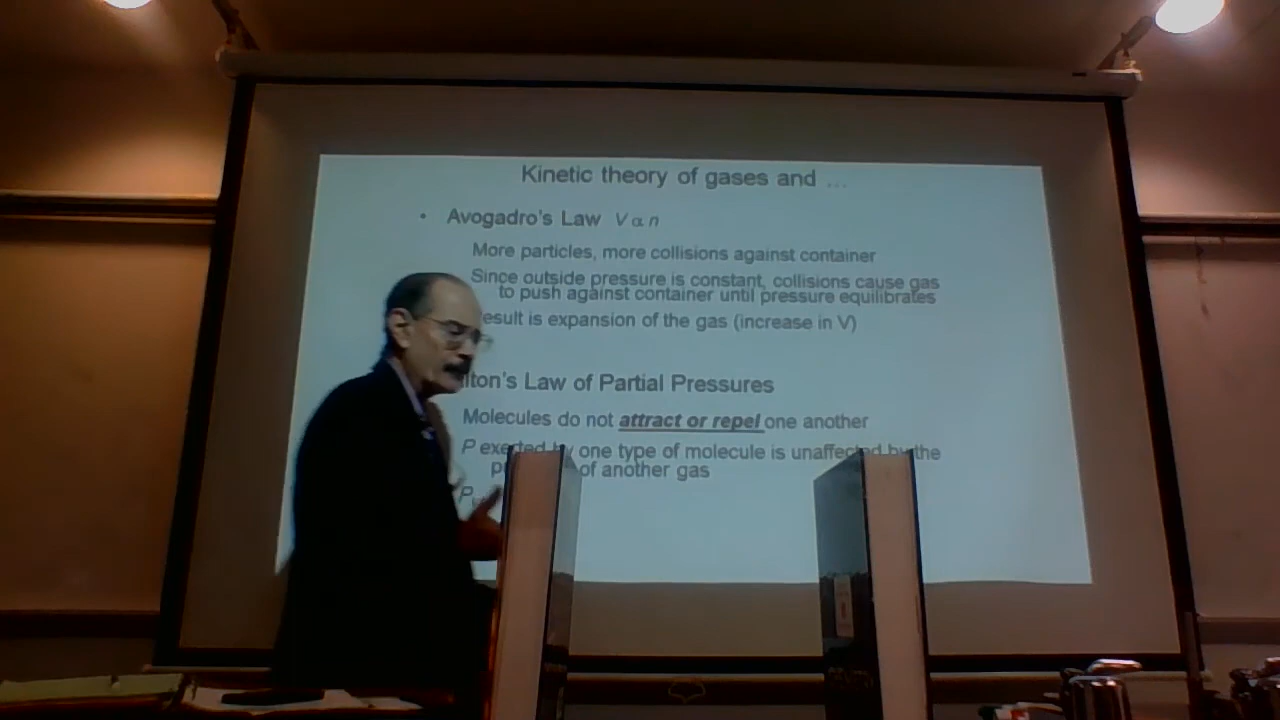 Kinetic theory of gases and ...
• Avogadro's Law V ∝ n
More particles, more collisions against container
Since outside pressure is constant, collisions cause gas
to push against container until pressure equilibrates
esult is expansion of the gas (increase in V)
lton's Law of Partial Pressures
Molecules do not attract or repel one another
P exerted by one type of molecule is unaffected by the
of another gas
P